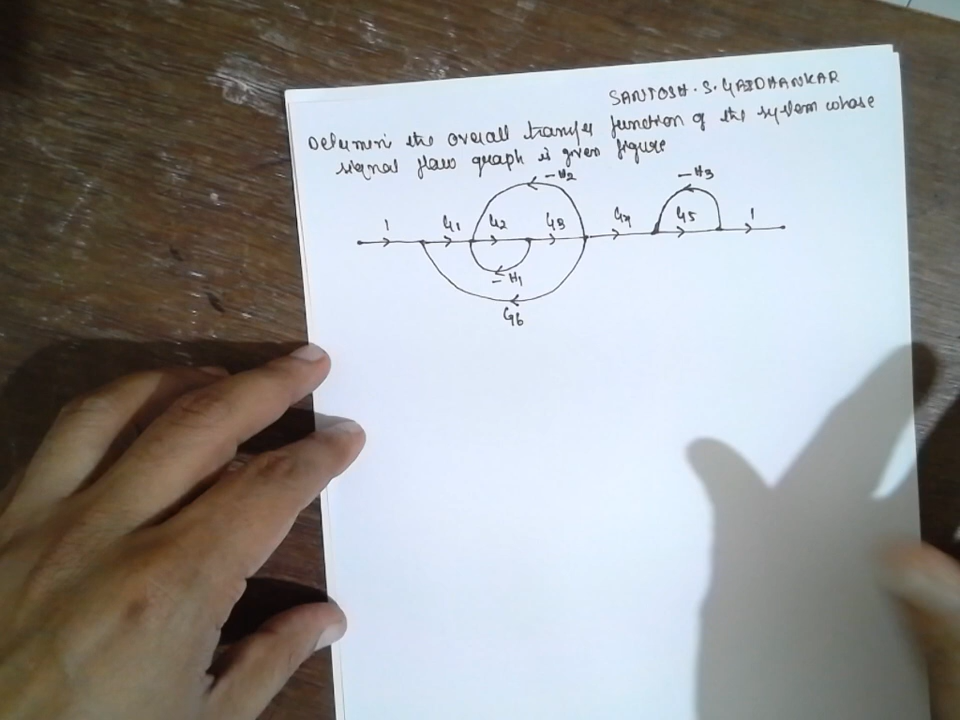 SANTOSH. S. GAIDHANKAR
Determin the overall transfer function of the system whose
signal flow graph is given figure
-H2
-H3
1 G1 G2 G3 G4 G5 1
-H1
G6